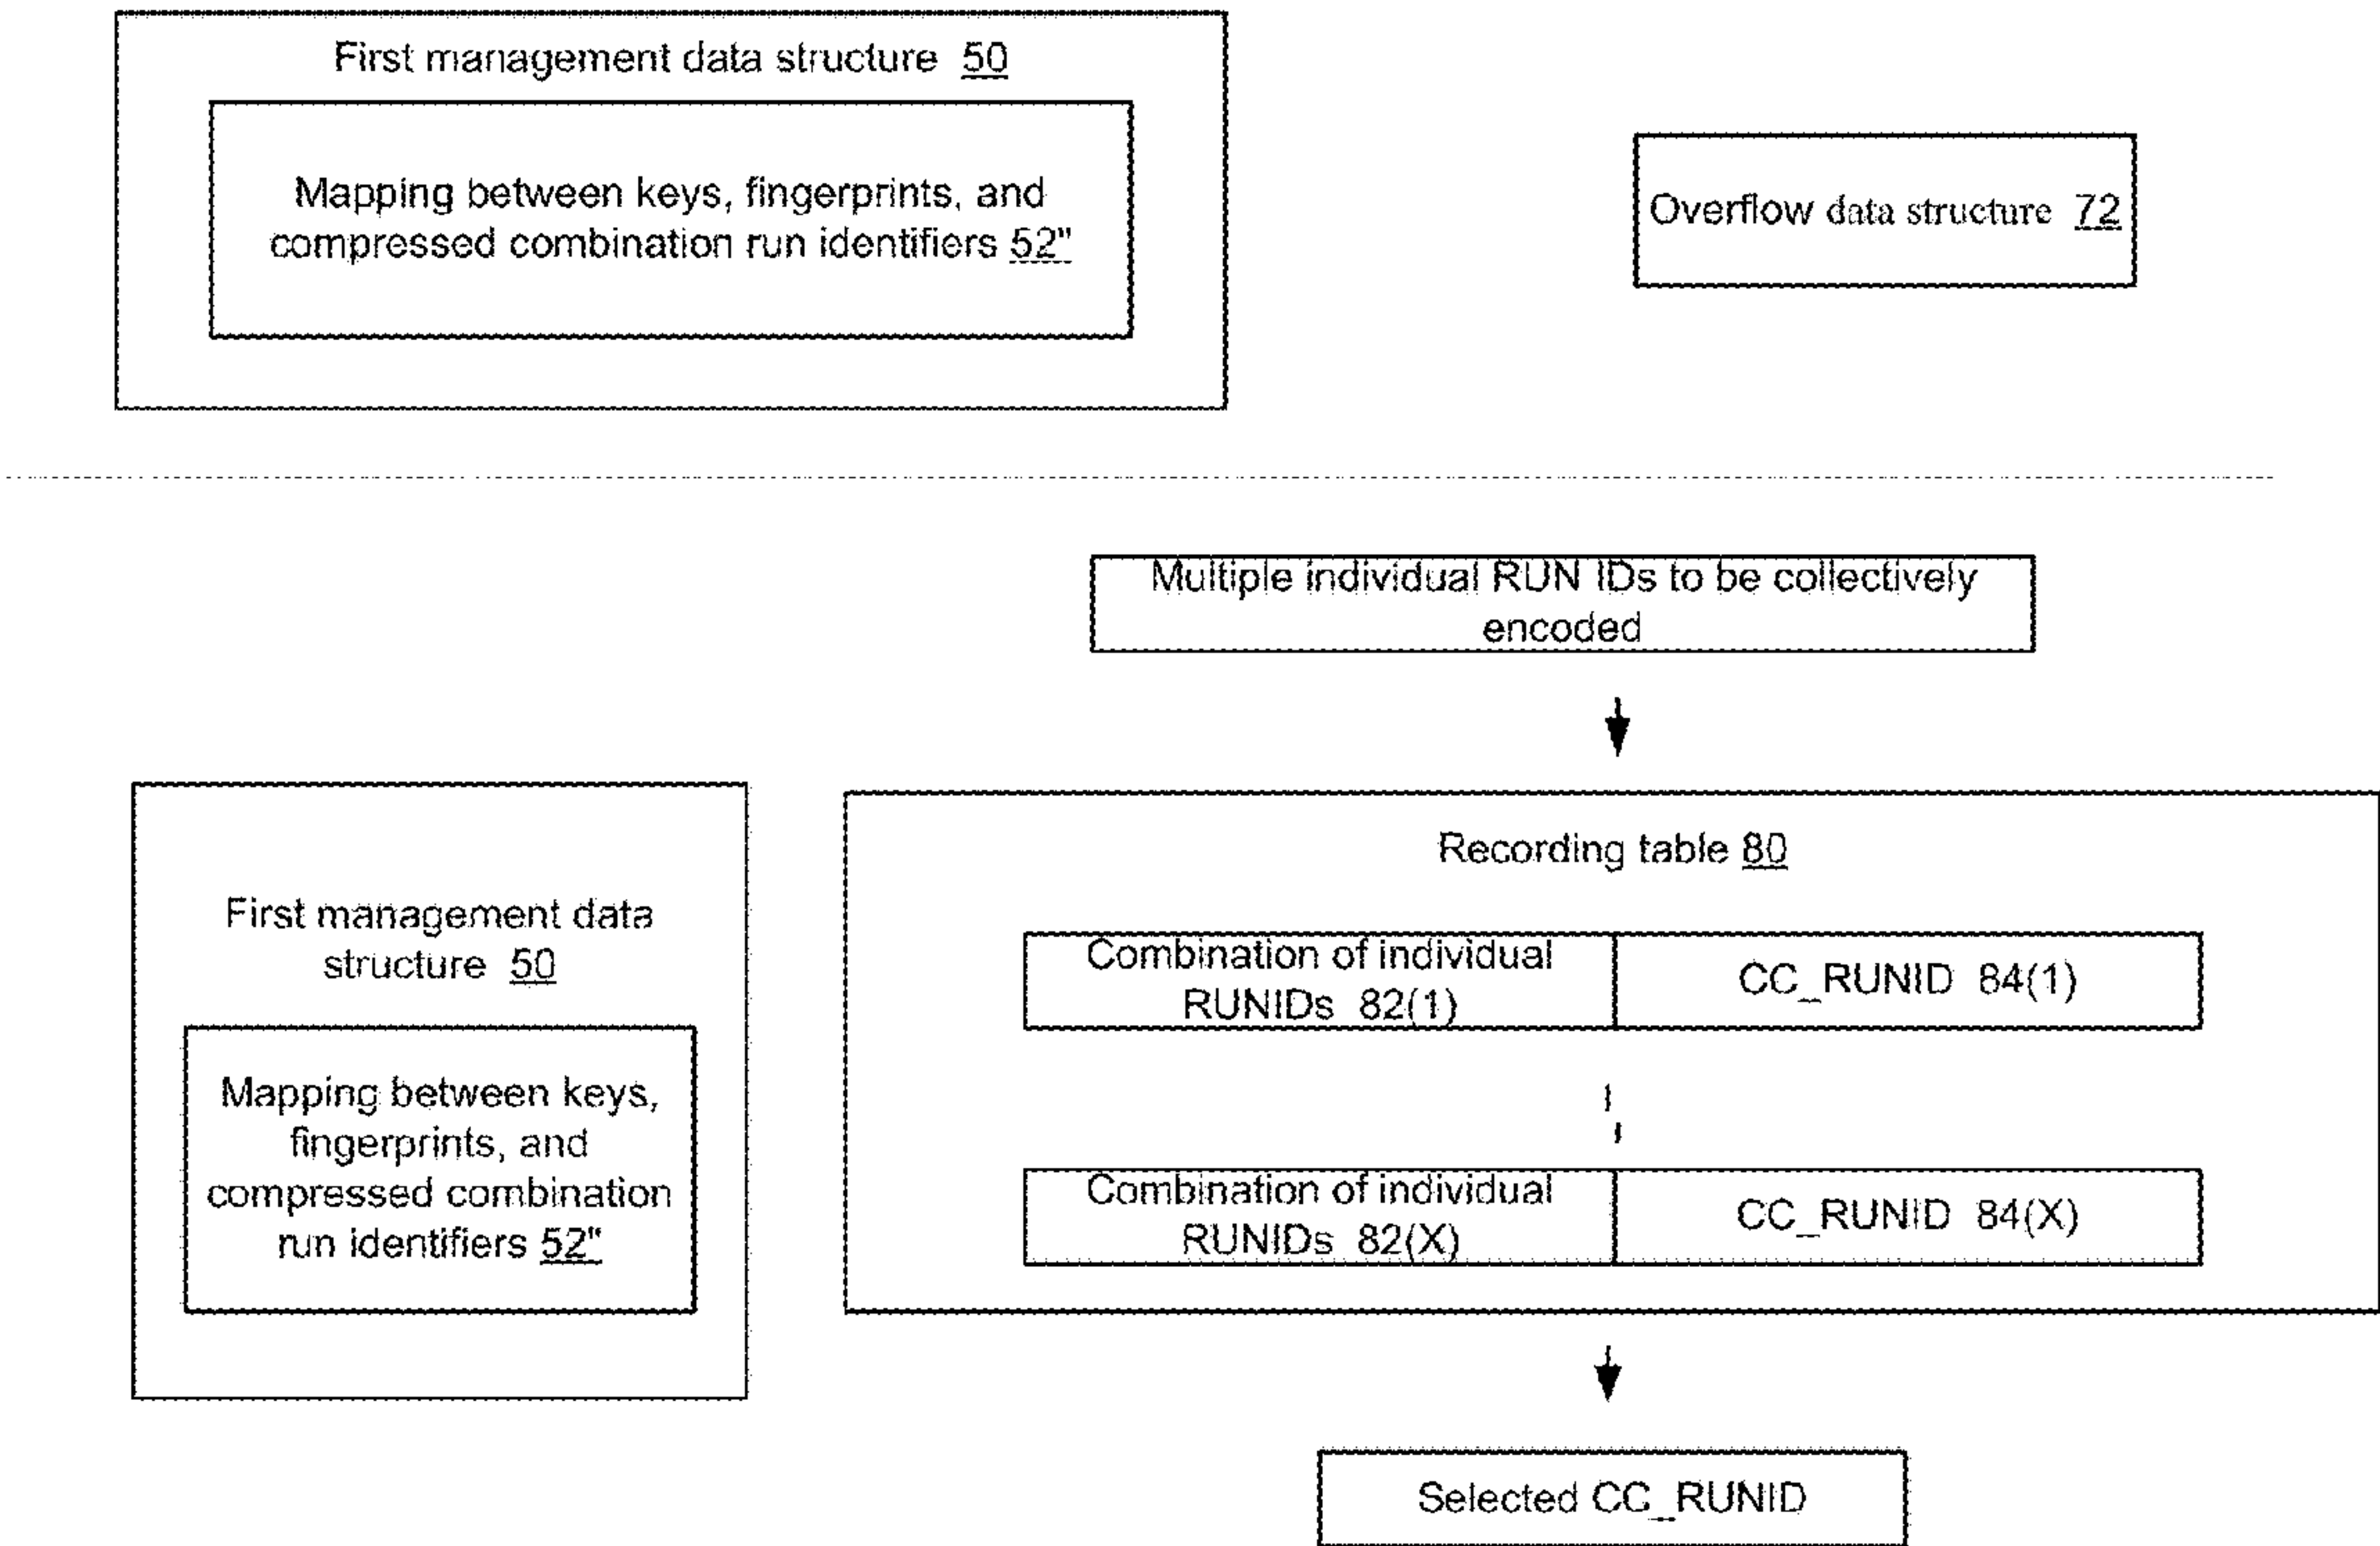 First management data structure 50
Mapping between keys, fingerprints, and
compressed combination run identifiers 52"
Overflow data structure 72
Multiple individual RUN IDs to be collectively
encoded
First management data
structure 50
Mapping between keys,
fingerprints, and
compressed combination
run identifiers 52"
Recording table 80
Combination of individual
RUNIDs 82(1)
CC_RUNID 84(1)
Combination of individual
RUNIDs 82(X)
CC_RUNID 84(X)
Selected CC_RUNID